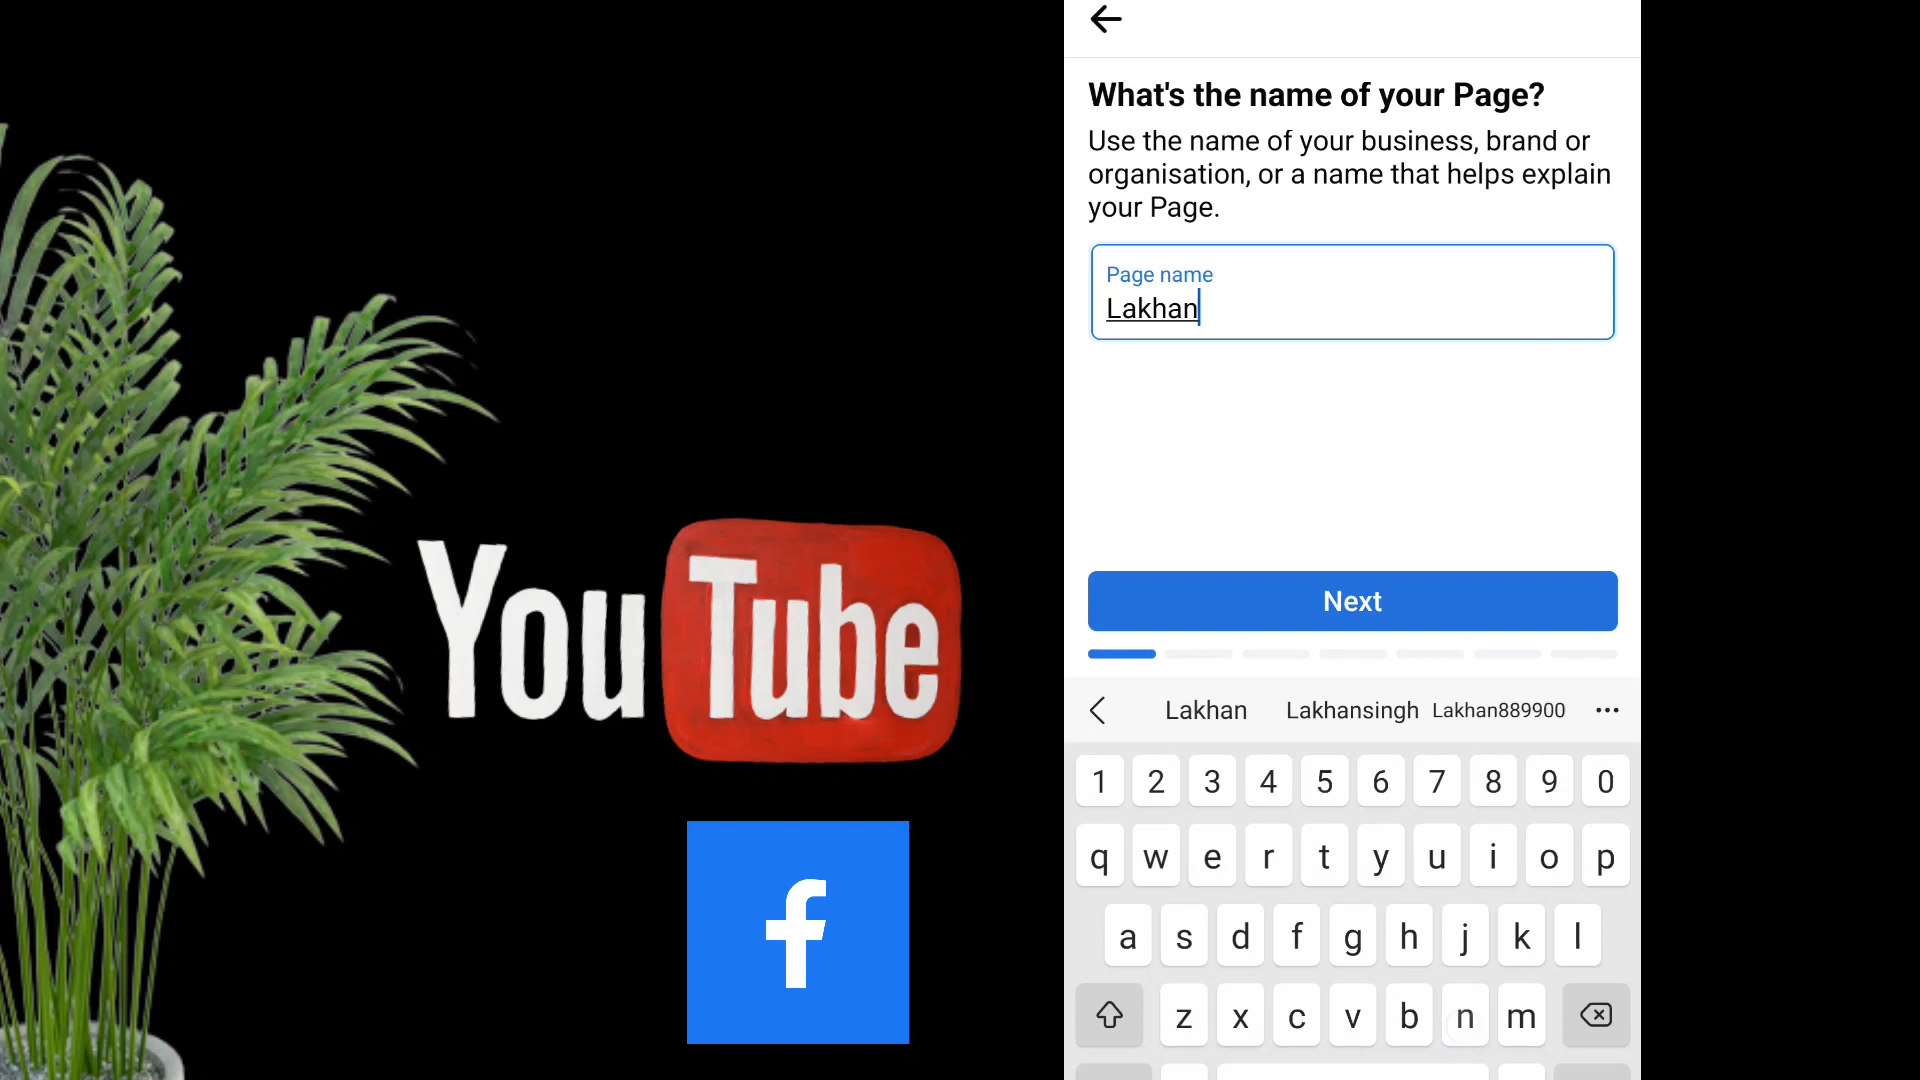 What's the name of your Page?
Use the name of your business, brand or
organisation, or a name that helps explain
your Page.
Page name
Lakhan
YouTube
Next
Lakhan Lakhansingh Lakhan889900 ...
f
1 2 3 4 5 6 7 8 9 0
q w e r t y u i o p
a s d f g h j k l
z x c v b n m